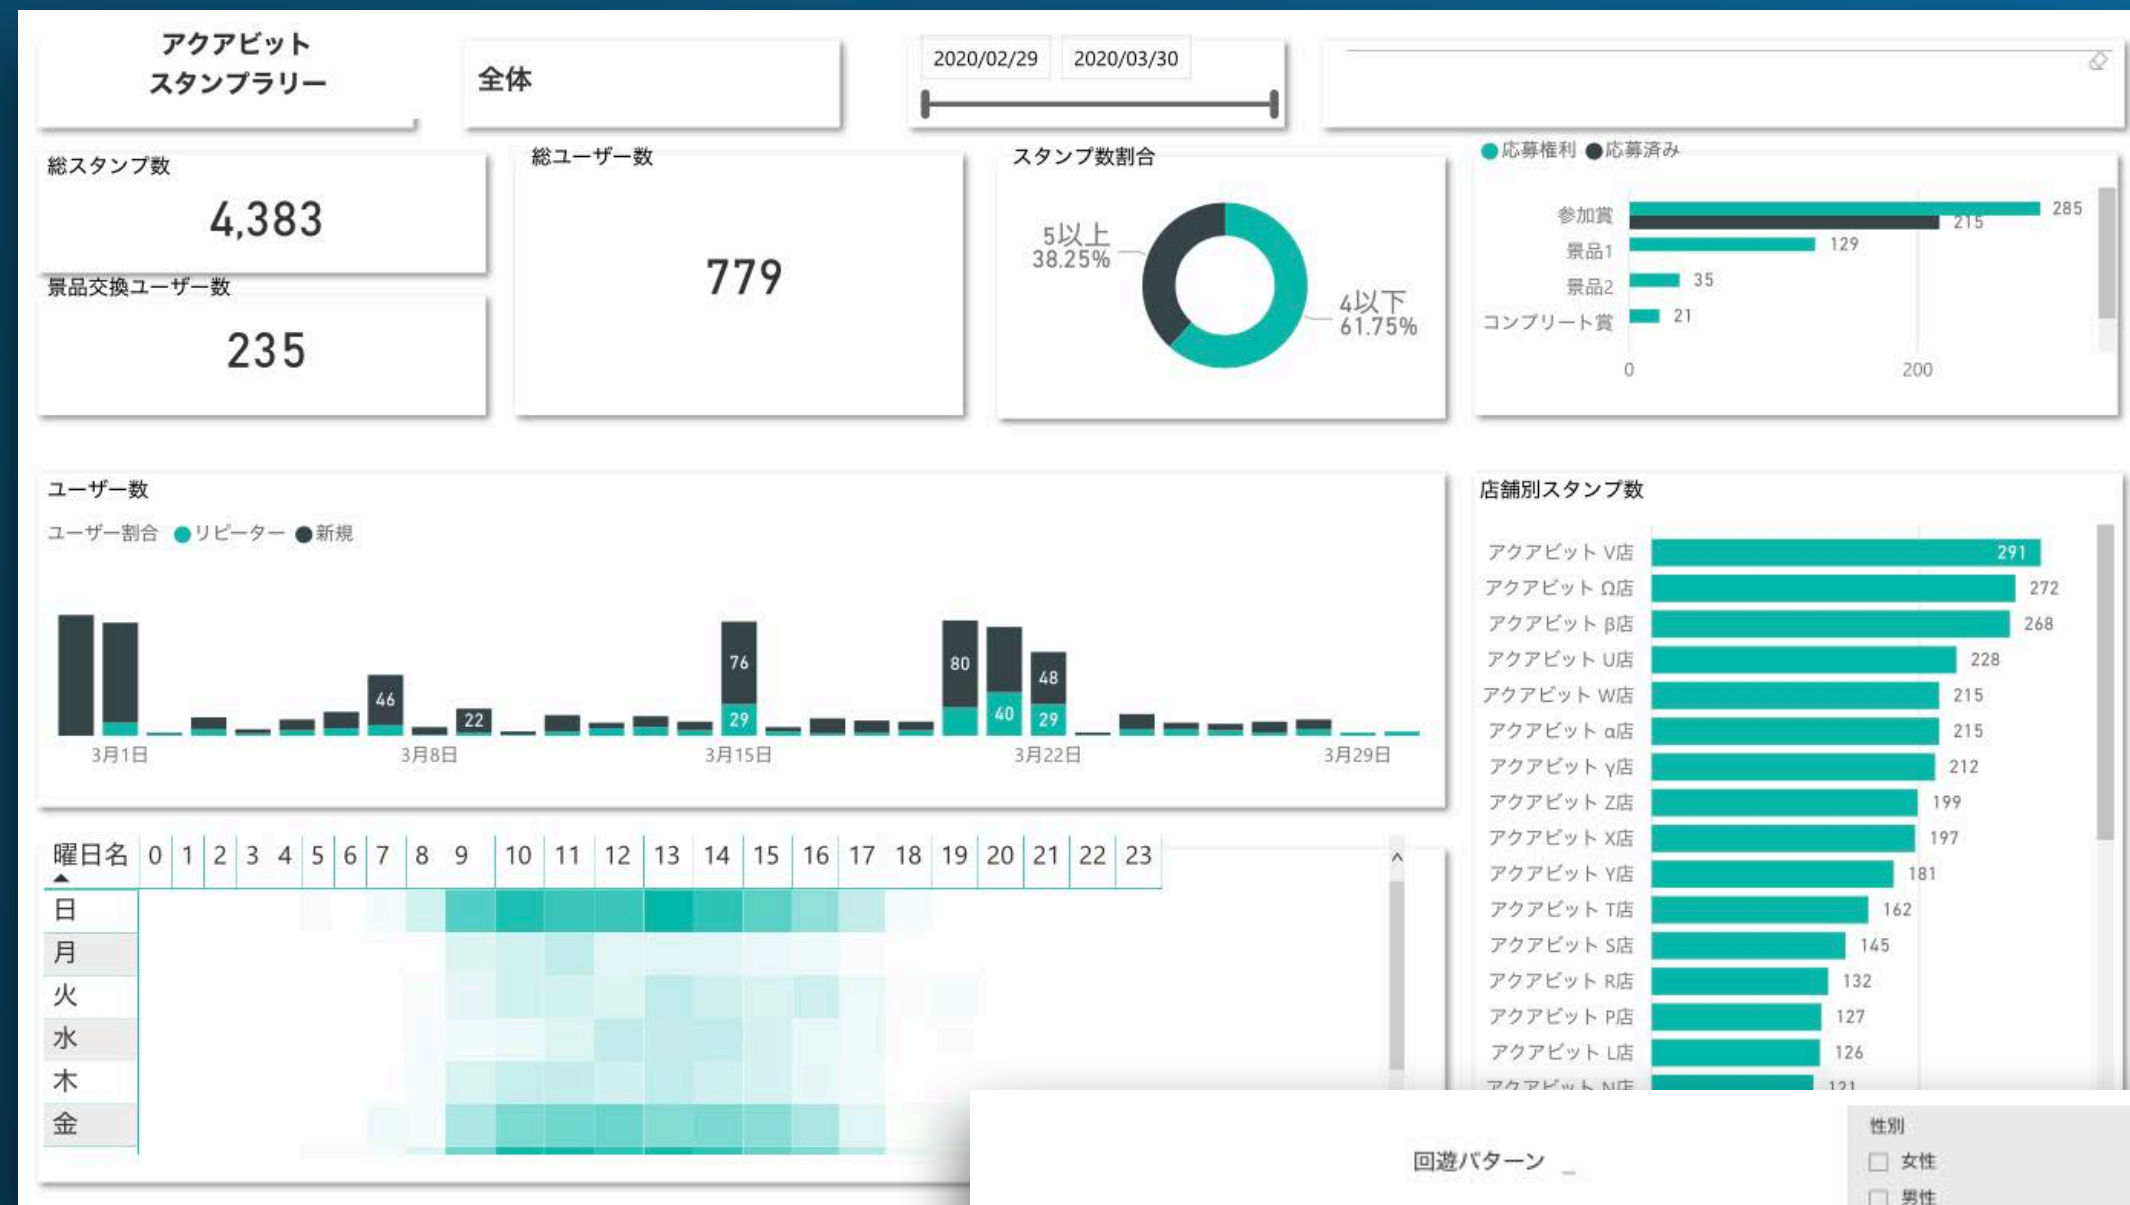 アクアビット
スタンプラリー
全体
2020/02/29 2020/03/30
総スタンプ数
4,383
景品交換ユーザー数
235
総ユーザー数
779
スタンプ数割合
5以上
38.25%
4以下
61.75%
応募権利 応募済み
参加賞 285
215
景品1 129
景品2 35
コンプリート賞 21
0 200
ユーザー数
ユーザー割合 リピーター 新規
46 22 76 29 80 40 48 29
3月1日 3月8日 3月15日 3月22日 3月29日
曜日名 0 1 2 3 4 5 6 7 8 9 10 11 12 13 14 15 16 17 18 19 20 21 22 23
日
月
火
水
木
金
店舗別スタンプ数
アクアビット V店 291
アクアビット Ω店 272
アクアビット β店 268
アクアビット U店 228
アクアビット W店 215
アクアビット α店 215
アクアビット γ店 212
アクアビット Z店 199
アクアビット X店 197
アクアビット Y店 181
アクアビット T店 162
アクアビット S店 145
アクアビット R店 132
アクアビット P店 127
アクアビット L店 126
アクアビット N店 121
回遊パターン
性別
女性
男性